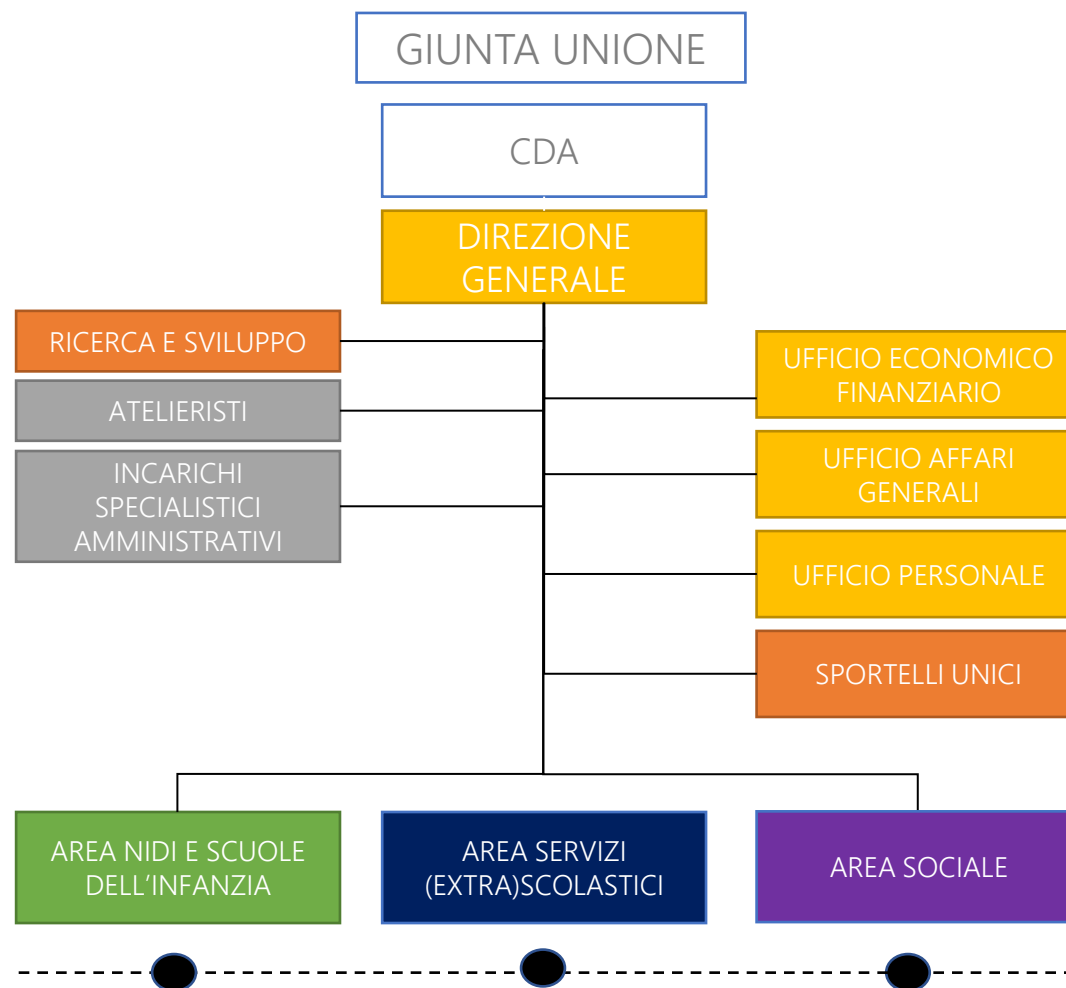 GIUNTA UNIONE
CDA
DIREZIONE
GENERALE
RICERCA E SVILUPPO
ATELIERISTI
INCARICHI
SPECIALISTICI
AMMINISTRATIVI
UFFICIO ECONOMICO
FINANZIARIO
UFFICIO AFFARI
GENERALI
UFFICIO PERSONALE
SPORTELLI UNICI
AREA NIDI E SCUOLE
DELL’INFANZIA
AREA SERVIZI
(EXTRA)SCOLASTICI
AREA SOCIALE